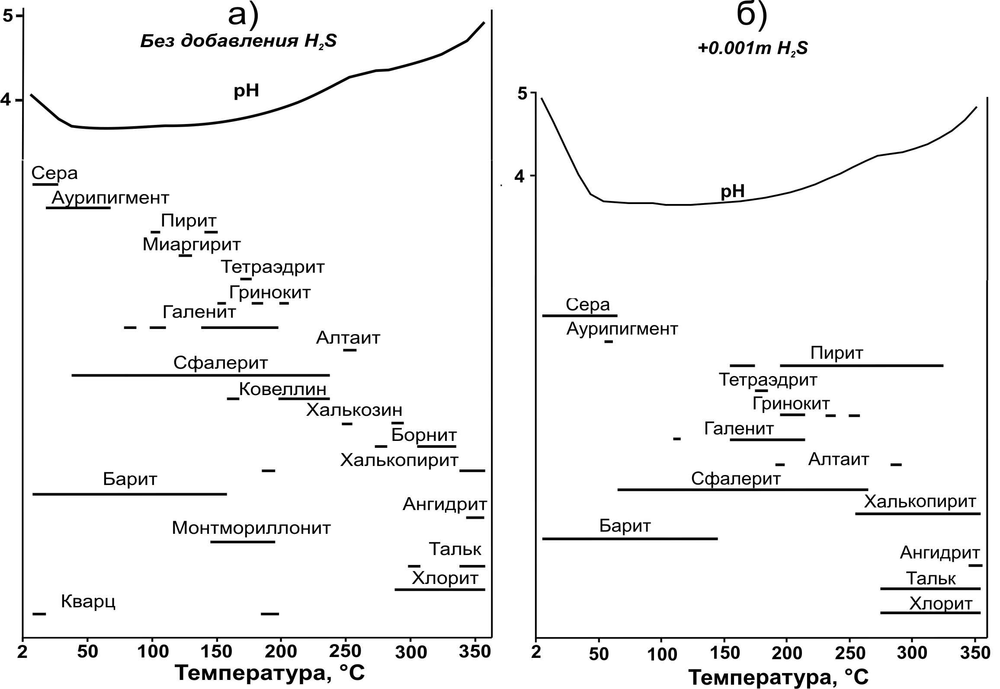 а)
Без добавления H₂S
5
4
pH
Сера
Аурипигмент
Пирит
Миаргирит
Тетраэдрит
Гринокит
Галенит
Алтаит
Сфалерит
Ковеллин
Халькозин
Борнит
Халькопирит
Барит
Ангидрит
Монтмориллонит
Тальк
Хлорит
Кварц
2 50 100 150 200 250 300 350
Температура, °C
б)
+0.001m H₂S
5
4
pH
Сера
Аурипигмент
Пирит
Тетраэдрит
Гринокит
Галенит
Алтаит
Сфалерит
Халькопирит
Барит
Ангидрит
Тальк
Хлорит
2 50 100 150 200 250 300 350
Температура, °C